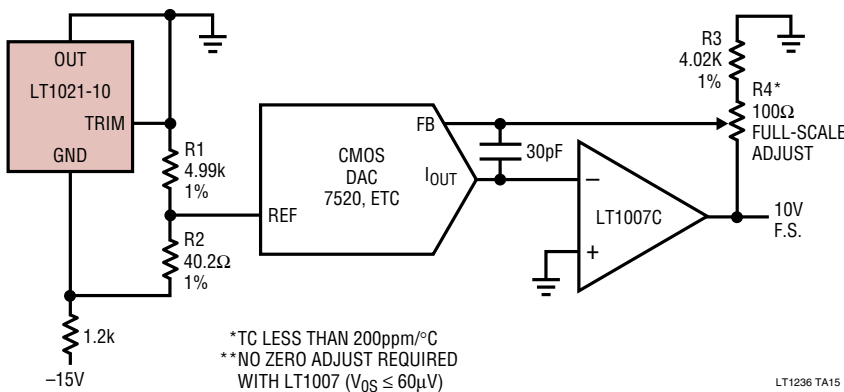 OUT
LT1021-10
TRIM
GND
R1
4.99k
1%
R2
40.2Ω
1%
1.2k
–15V
REF
CMOS
DAC
7520, ETC
FB
IOUT
30pF
–
+
LT1007C
R3
4.02K
1%
R4*
100Ω
FULL-SCALE
ADJUST
10V
F.S.
*TC LESS THAN 200ppm/°C
**NO ZERO ADJUST REQUIRED
WITH LT1007 (V0S ≤ 60µV)
LT1236 TA15